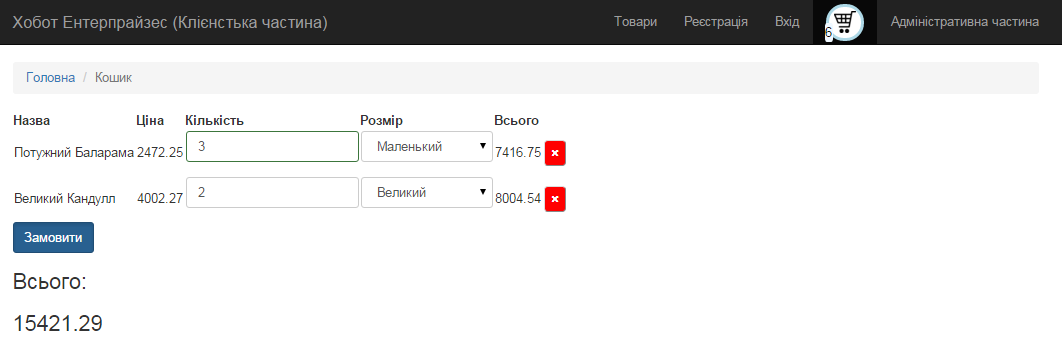 Хобот Ентерпрайзес (Клієнстька частина) Товари Реєстрація Вхід 6 Адміністративна частина
Головна / Кошик
Назва Ціна Кількість Розмір Всього
Потужний Баларама 2472.25 3 Маленький 7416.75
Великий Кандулл 4002.27 2 Великий 8004.54
Замовити
Всього:
15421.29